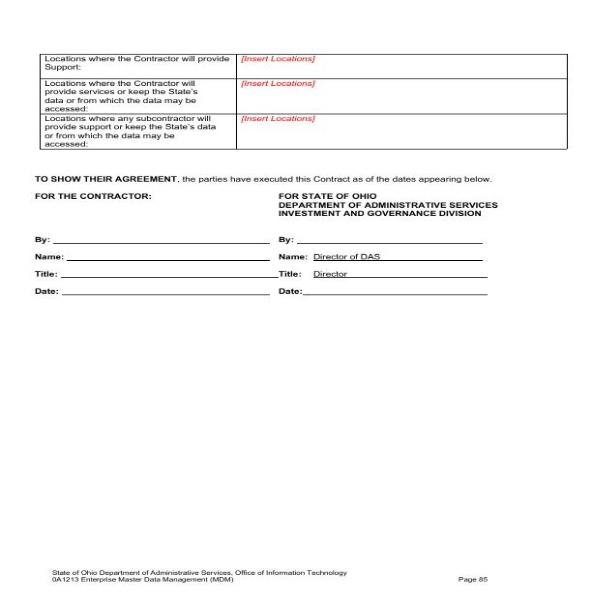 Locations where the Contractor will provide
Support:
[Insert Locations]
Locations where the Contractor will
provide services or keep the State's
data or from which the data may be
accessed:
[Insert Locations]
Locations where any subcontractor will
provide support or keep the State's data
or from which the data may be
accessed:
[Insert Locations]
TO SHOW THEIR AGREEMENT, the parties have executed this Contract as of the dates appearing below.
FOR THE CONTRACTOR:
FOR STATE OF OHIO
DEPARTMENT OF ADMINISTRATIVE SERVICES
INVESTMENT AND GOVERNANCE DIVISION
By: By:
Name: Name: Director of DAS
Title: Title: Director
Date: Date:
State of Ohio Department of Administrative Services, Office of Information Technology
0A1213 Enterprise Master Data Management (MDM) Page 85